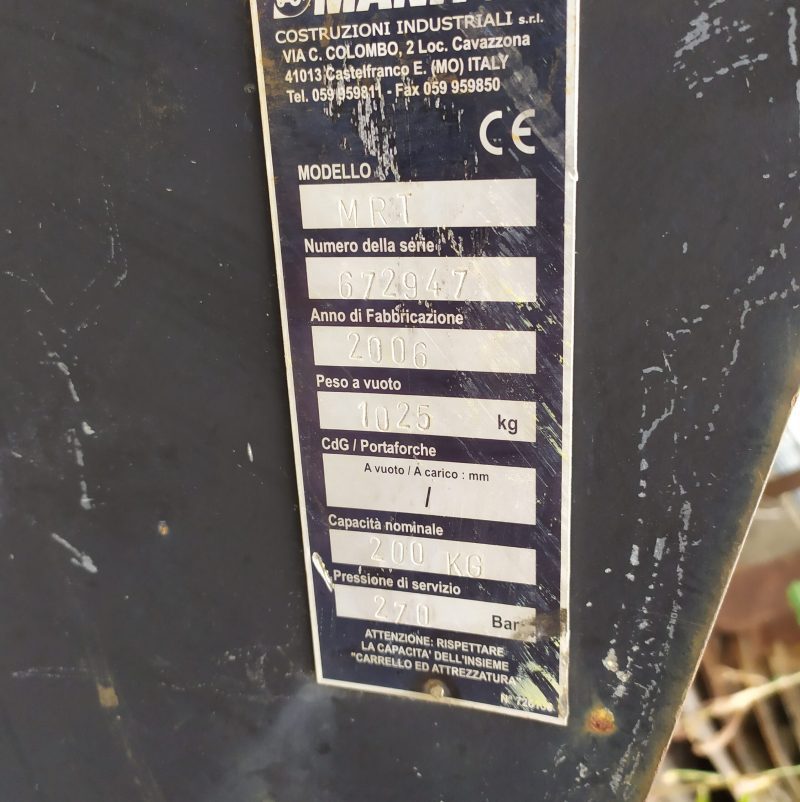 COSTRUZIONI INDUSTRIALI s.r.l.
VIA C. COLOMBO, 2 Loc. Cavazzona
41013 Castelfranco E. (MO) ITALY
Tel. 059 959811 - Fax 059 959850
CE
MODELLO
MRT
Numero della serie
672947
Anno di Fabbricazione
2006
Peso a vuoto
1025 kg
CdG / Portaforche
A vuoto / A carico : mm
/
Capacità nominale
200 KG
Pressione di servizio
270 Bar
ATTENZIONE: RISPETTARE
LA CAPACITA' DELL'INSIEME
"CARRELLO ED ATTREZZATURA"
N°